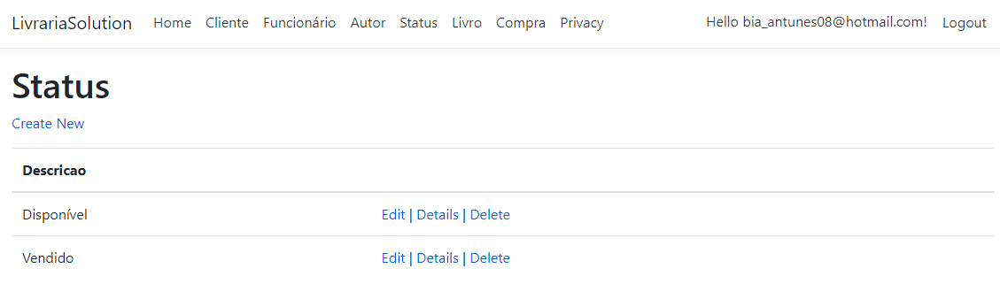 LivrariaSolution Home Cliente Funcionário Autor Status Livro Compra Privacy Hello bia_antunes08@hotmail.com! Logout
Status
Create New
Descricao
Disponível Edit | Details | Delete
Vendido Edit | Details | Delete